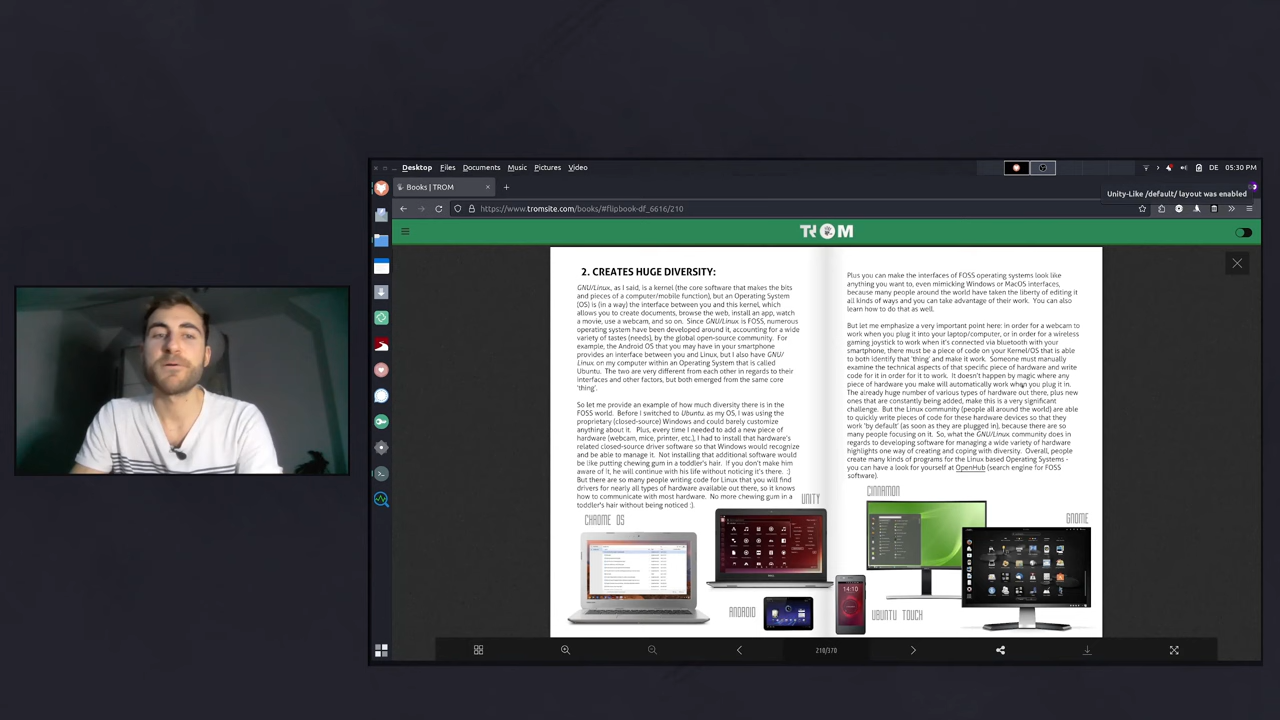 Desktop Files Documents Music Pictures Video
DE 05:30 PM
Books | TROM
Unity-Like /default/ layout was enabled
https://www.tromsite.com/books/#flipbook-df_6616/210
TROM
2. CREATES HUGE DIVERSITY:
GNU/Linux, as I said, is a kernel (the core software that makes the bits
and pieces of a computer/mobile function), but an Operating System
(OS) is (in a way) the interface between you and this kernel, which
allows you to create documents, browse the web, install an app, watch
a movie, use a webcam, and so on. Since GNU/Linux is FOSS, numerous
operating system have been developed around it, accounting for a wide
variety of tastes (needs), by the global open-source community. For
example, the Android OS that you may have in your smartphone
provides an interface between you and Linux, but I also have GNU/
Linux on my computer within an Operating System that is called
Ubuntu. The two are very different from each other in regards to their
interfaces and other factors, but both emerged from the same core
'thing'.
So let me provide an example of how much diversity there is in the
FOSS world. Before I switched to Ubuntu as my OS, I was using the
proprietary (closed-source) Windows and could barely customize
anything about it. Plus, every time I needed to add a new piece of
hardware (webcam, mice, printer, etc.), I had to install that hardware's
related closed-source driver software so that Windows would recognize
and be able to manage it. Not installing that additional software would
be like putting chewing gum in a toddler's hair. If you don't make him
aware of it, he will continue with his life without noticing it's there. :)
But there are so many people writing code for Linux that you will find
drivers for nearly all types of hardware available out there, so it knows
how to communicate with most hardware. No more chewing gum in a
toddler's hair without being noticed :).
CHROME OS
UNITY
ANDROID
Plus you can make the interfaces of FOSS operating systems look like
anything you want to, even mimicking Windows or MacOS interfaces,
because many people around the world have taken the liberty of editing it
all kinds of ways and you can take advantage of their work. You can also
learn how to do that as well.
But let me emphasize a very important point here: in order for a webcam to
work when you plug it into your laptop/computer, or in order for a wireless
gaming joystick to work when it's connected via bluetooth with your
smartphone, there must be a piece of code on your Kernel/OS that is able
to both identify that 'thing' and make it work. Someone must manually
examine the technical aspects of that specific piece of hardware and write
code for it in order for it to work. It doesn't happen by magic where any
piece of hardware you make will automatically work when you plug it in.
The already huge number of various types of hardware out there, plus new
ones that are constantly being added, make this is a very significant
challenge. But the Linux community (people all around the world) are able
to quickly write pieces of code for these hardware devices so that they
work 'by default' (as soon as they are plugged in), because there are so
many people focusing on it. So, what the GNU/Linux community does in
regards to developing software for managing a wide variety of hardware
highlights one way of creating and coping with diversity. Overall, people
create many kinds of programs for the Linux based Operating Systems -
you can have a look for yourself at OpenHub (search engine for FOSS
software).
CINNAMON
GNOME
14:10
UBUNTU TOUCH
210/370